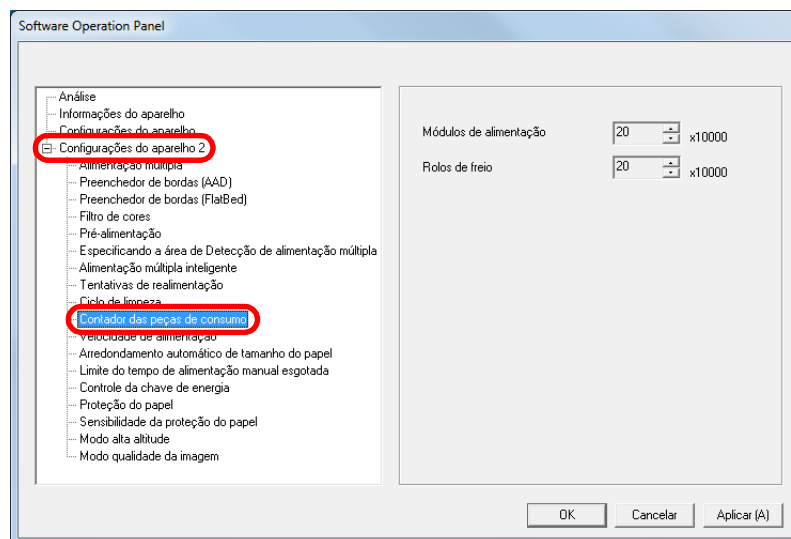 Software Operation Panel
Análise
Informações do aparelho
Configurações do aparelho
Configurações do aparelho 2
Alimentação múltipla
Preenchedor de bordas (AAD)
Preenchedor de bordas (FlatBed)
Filtro de cores
Pré-alimentação
Especificando a área de Detecção de alimentação múltipla
Alimentação múltipla inteligente
Tentativas de realimentação
Ciclo de limpeza
Contador das peças de consumo
Velocidade de alimentação
Arredondamento automático de tamanho do papel
Limite do tempo de alimentação manual esgotada
Controle da chave de energia
Proteção do papel
Sensibilidade da proteção do papel
Modo alta altitude
Modo qualidade da imagem
Módulos de alimentação 20 x10000
Rolos de freio 20 x10000
OK Cancelar Aplicar (A)